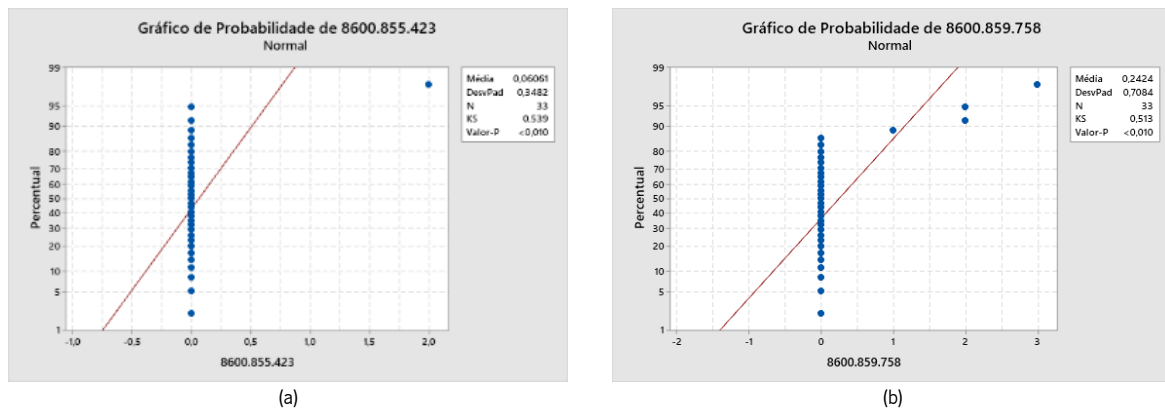 Gráfico de Probabilidade de 8600.855.423
Normal
99
95
90
80
70
60
50
40
30
20
10
5
1
Percentual
-1,0 -0,5 0,0 0,5 1,0 1,5 2,0
8600.855.423
Média 0,06061
DesvPad 0,3482
N 33
KS 0.539
Valor-P <0,010
(a)
Gráfico de Probabilidade de 8600.859.758
Normal
99
95
90
80
70
60
50
40
30
20
10
5
1
Percentual
-2 -1 0 1 2 3
8600.859.758
Média 0,2424
DesvPad 0,7084
N 33
KS 0,513
Valor-P <0,010
(b)